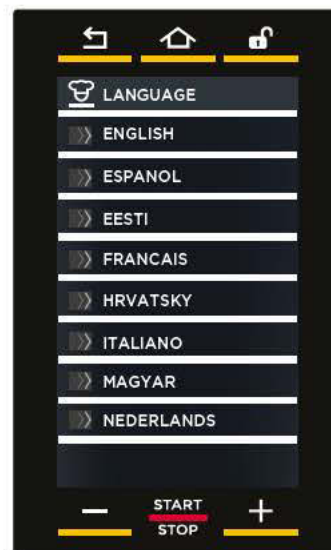 LANGUAGE
ENGLISH
ESPANOL
EESTI
FRANCAIS
HRVATSKY
ITALIANO
MAGYAR
NEDERLANDS
START
STOP